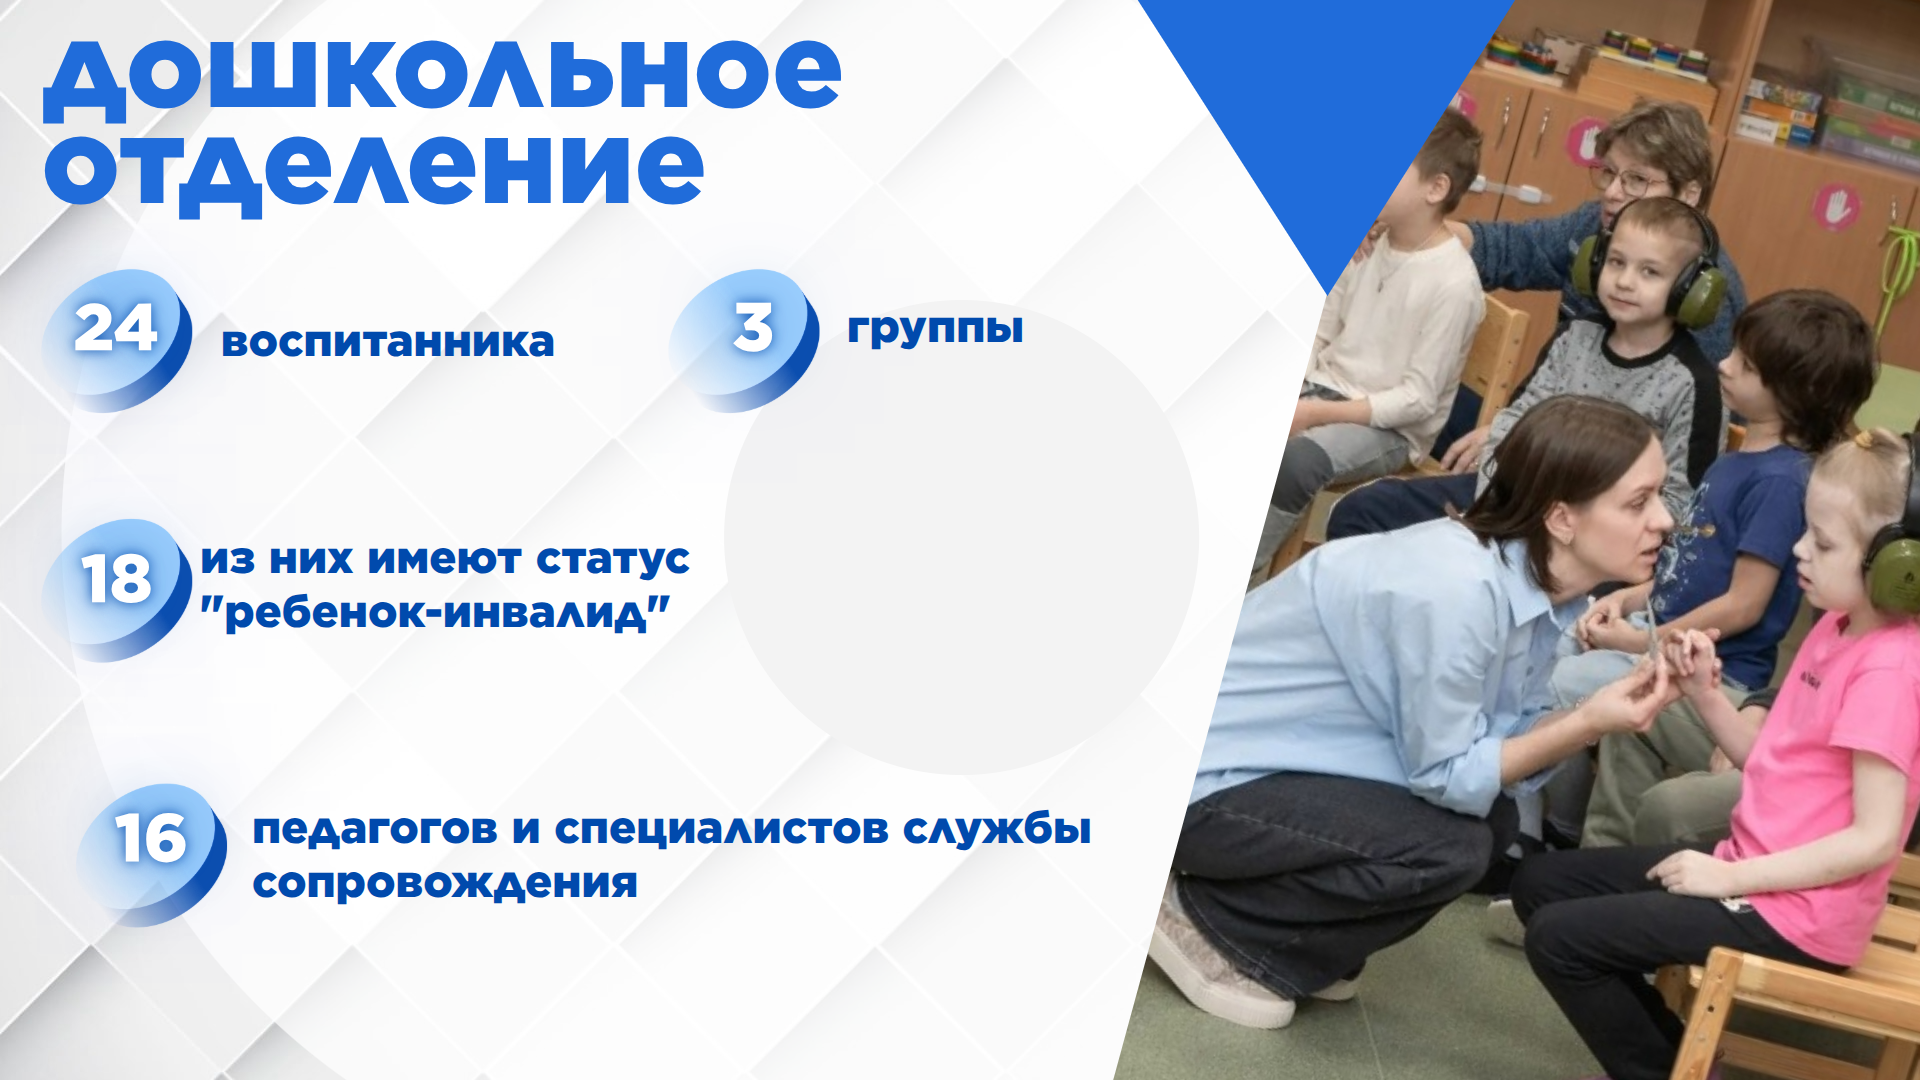 дошкольное
отделение
24
воспитанника
3
группы
18
из них имеют статус
"ребенок-инвалид"
16
педагогов и специалистов службы
сопровождения